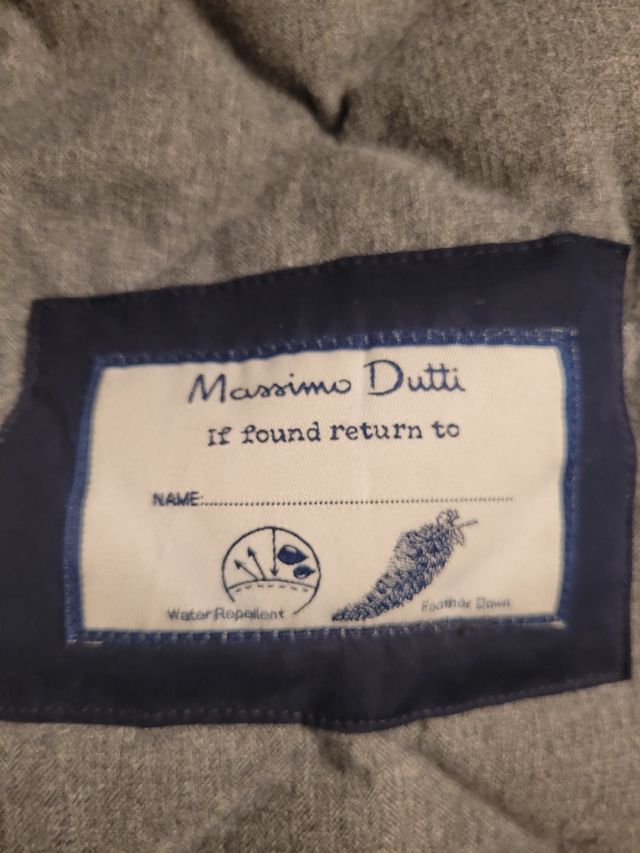 Massimo Dutti
If found return to
NAME:
Water Repellent
Feather Down